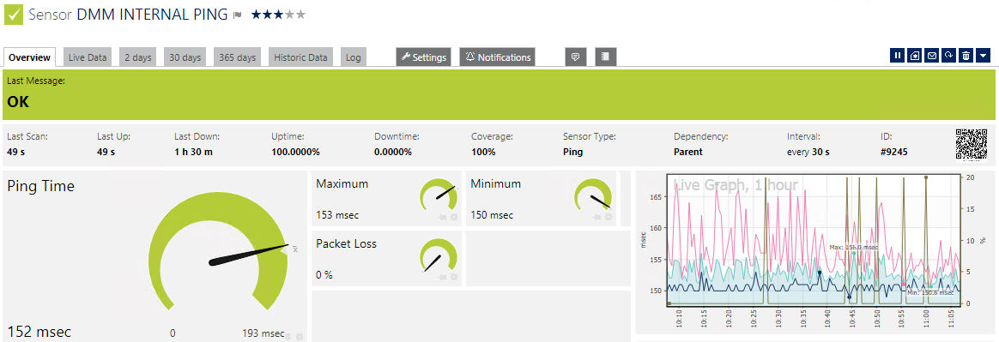 Sensor DMM INTERNAL PING
Overview Live Data 2 days 30 days 365 days Historic Data Log Settings Notifications
Last Message:
OK
Last Scan: Last Up: Last Down: Uptime: Downtime: Coverage: Sensor Type: Dependency: Interval: ID:
49 s 49 s 1 h 30 m 100.0000% 0.0000% 100% Ping Parent every 30 s #9245
Ping Time
152 msec
0
193 msec
Maximum
153 msec
Minimum
150 msec
Packet Loss
0 %
Live Graph, 1 hour
msec
165
160
155
150
%
20
15
10
5
0
Max: 156.0 msec
Min: 150.6 msec
10:10 10:15 10:20 10:25 10:30 10:35 10:40 10:45 10:50 10:55 11:00 11:05